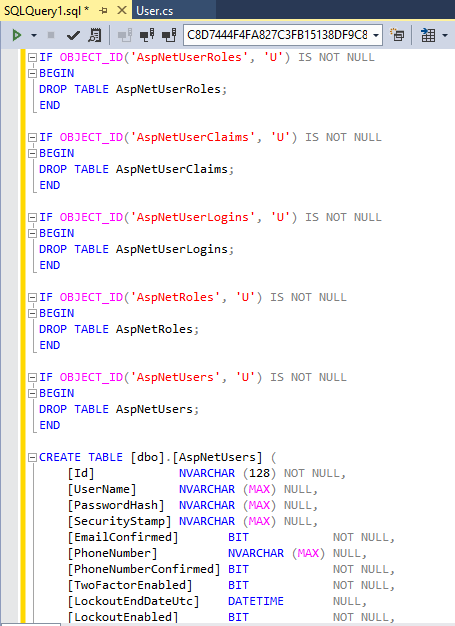 SQLQuery1.sql * User.cs
C8D7444F4FA827C3FB15138DF9C8
IF OBJECT_ID('AspNetUserRoles', 'U') IS NOT NULL
BEGIN
DROP TABLE AspNetUserRoles;
END
IF OBJECT_ID('AspNetUserClaims', 'U') IS NOT NULL
BEGIN
DROP TABLE AspNetUserClaims;
END
IF OBJECT_ID('AspNetUserLogins', 'U') IS NOT NULL
BEGIN
DROP TABLE AspNetUserLogins;
END
IF OBJECT_ID('AspNetRoles', 'U') IS NOT NULL
BEGIN
DROP TABLE AspNetRoles;
END
IF OBJECT_ID('AspNetUsers', 'U') IS NOT NULL
BEGIN
DROP TABLE AspNetUsers;
END
CREATE TABLE [dbo].[AspNetUsers] (
[Id] NVARCHAR (128) NOT NULL,
[UserName] NVARCHAR (MAX) NULL,
[PasswordHash] NVARCHAR (MAX) NULL,
[SecurityStamp] NVARCHAR (MAX) NULL,
[EmailConfirmed] BIT NOT NULL,
[PhoneNumber] NVARCHAR (MAX) NULL,
[PhoneNumberConfirmed] BIT NOT NULL,
[TwoFactorEnabled] BIT NOT NULL,
[LockoutEndDateUtc] DATETIME NULL,
[LockoutEnabled] BIT NOT NULL,